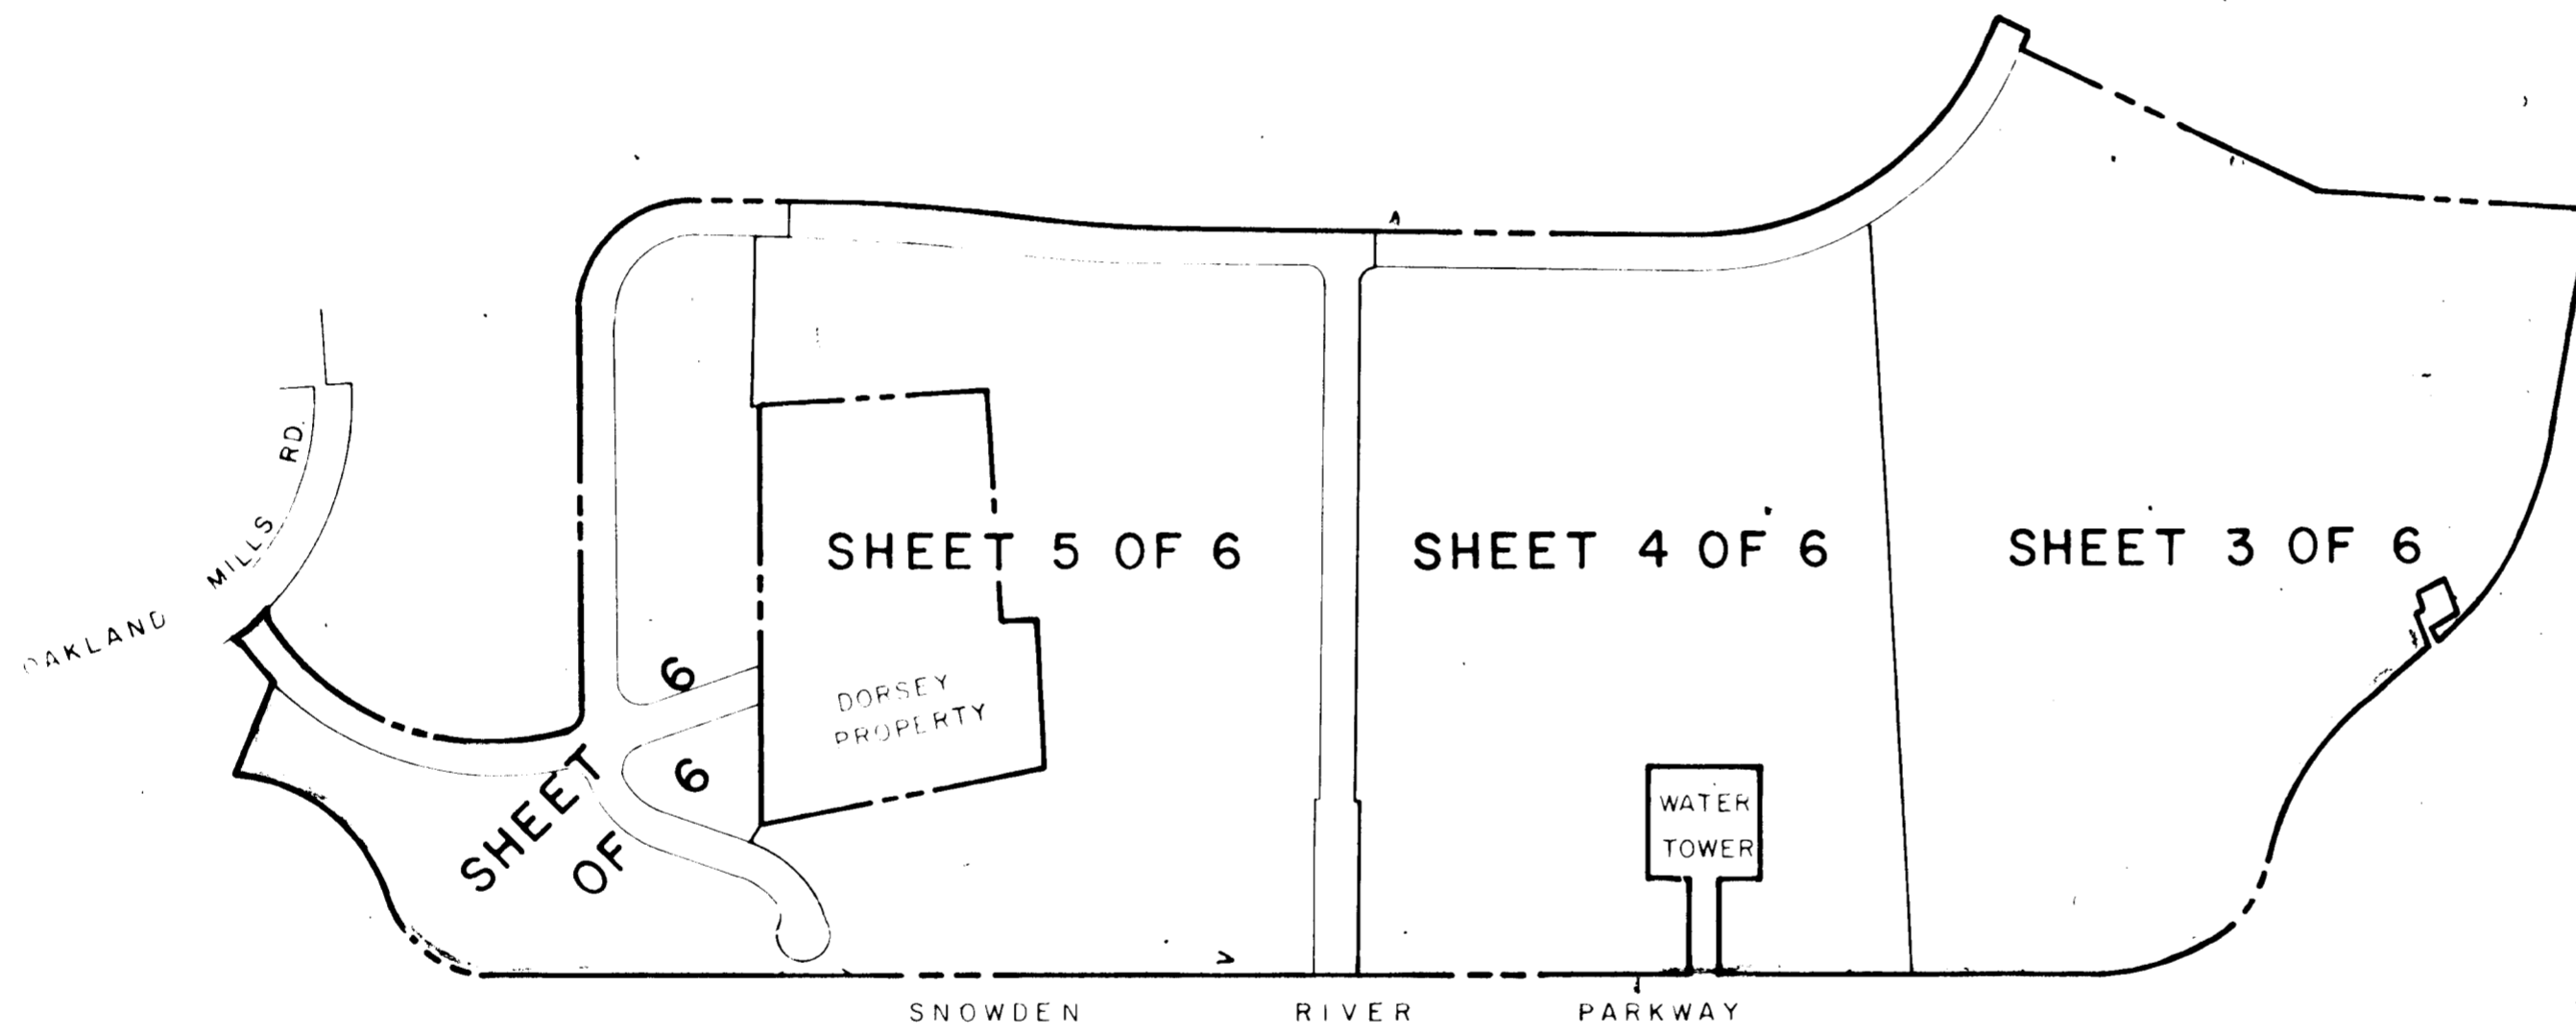 SHEET 5 OF 6
SHEET 4 OF 6
SHEET 3 OF 6
OAKLAND MILLS RD.
SHEET 6
OF 6
DORSEY
PROPERTY
WATER
TOWER
SNOWDEN RIVER PARKWAY